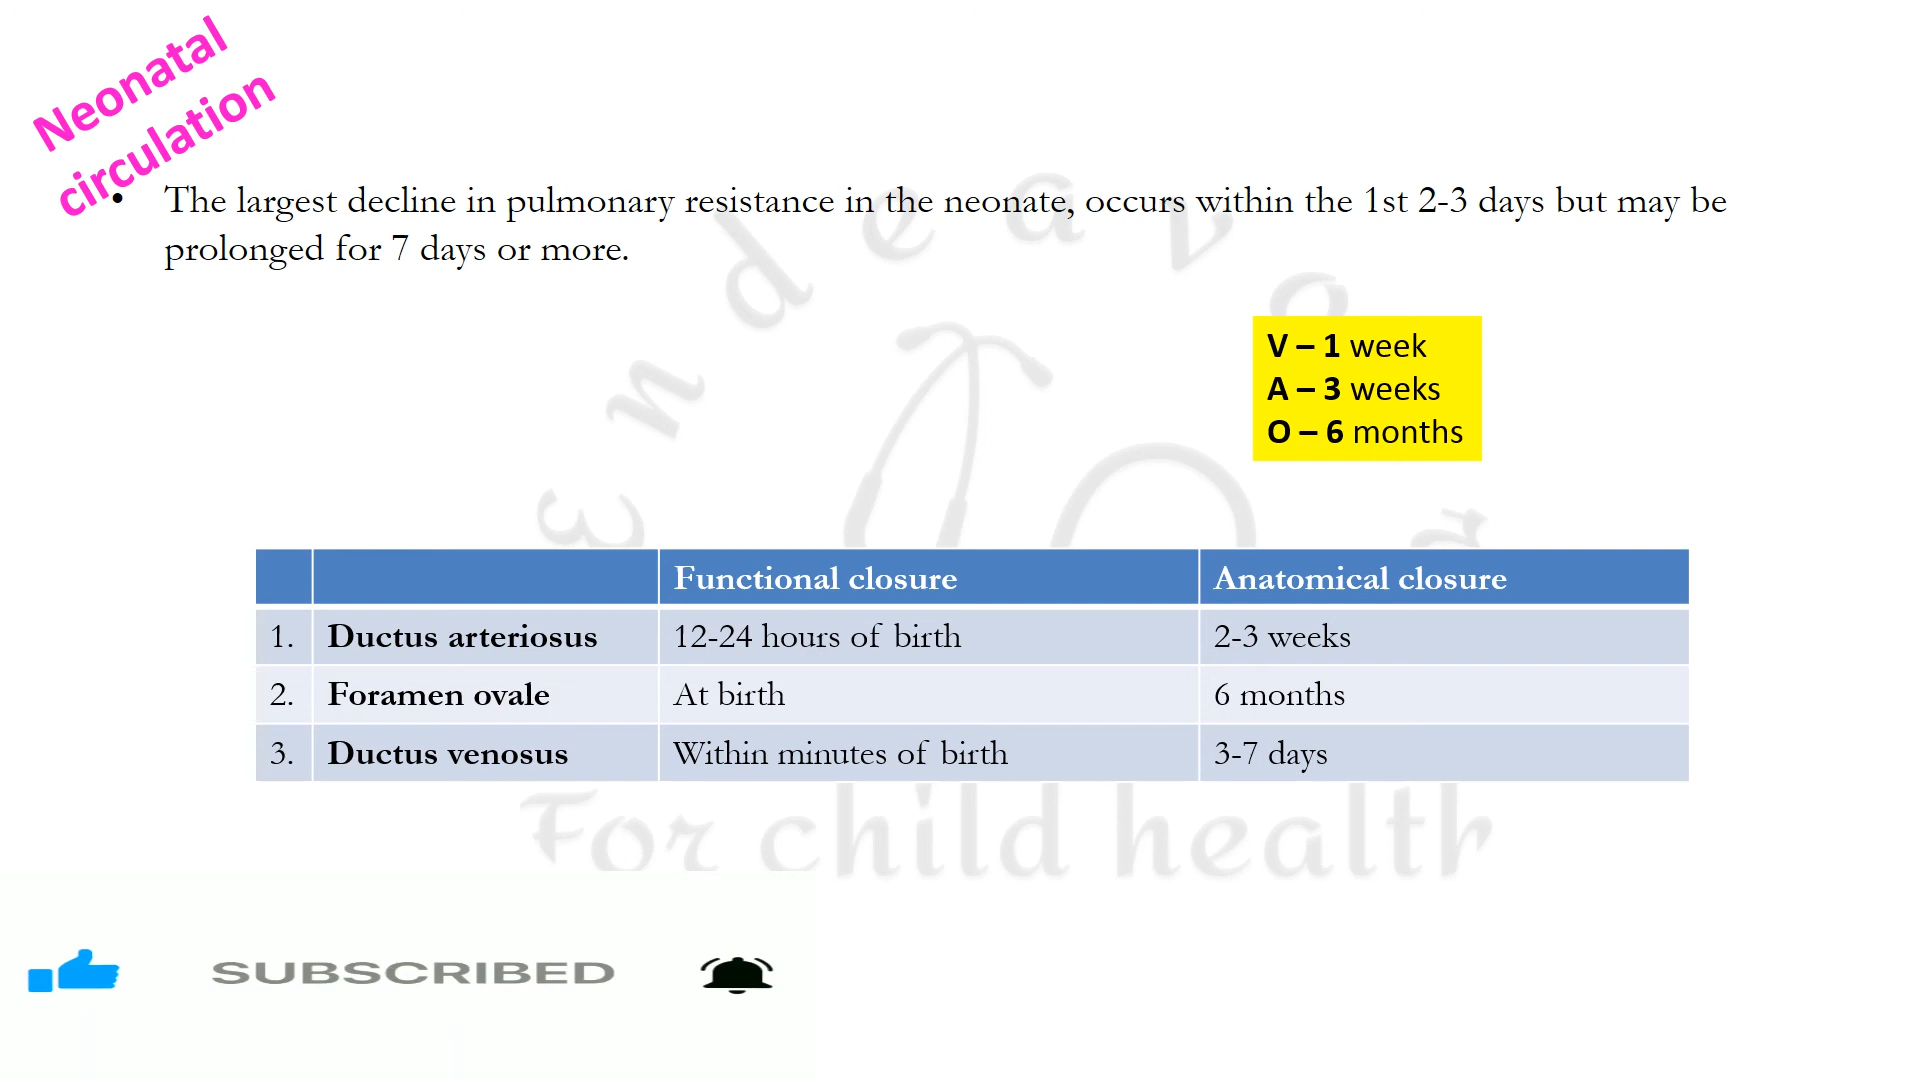 Neonatal
circulation
• The largest decline in pulmonary resistance in the neonate, occurs within the 1st 2-3 days but may be
prolonged for 7 days or more.
V – 1 week
A – 3 weeks
O – 6 months
Functional closure Anatomical closure
1. Ductus arteriosus 12-24 hours of birth 2-3 weeks
2. Foramen ovale At birth 6 months
3. Ductus venosus Within minutes of birth 3-7 days
For child health
SUBSCRIBED